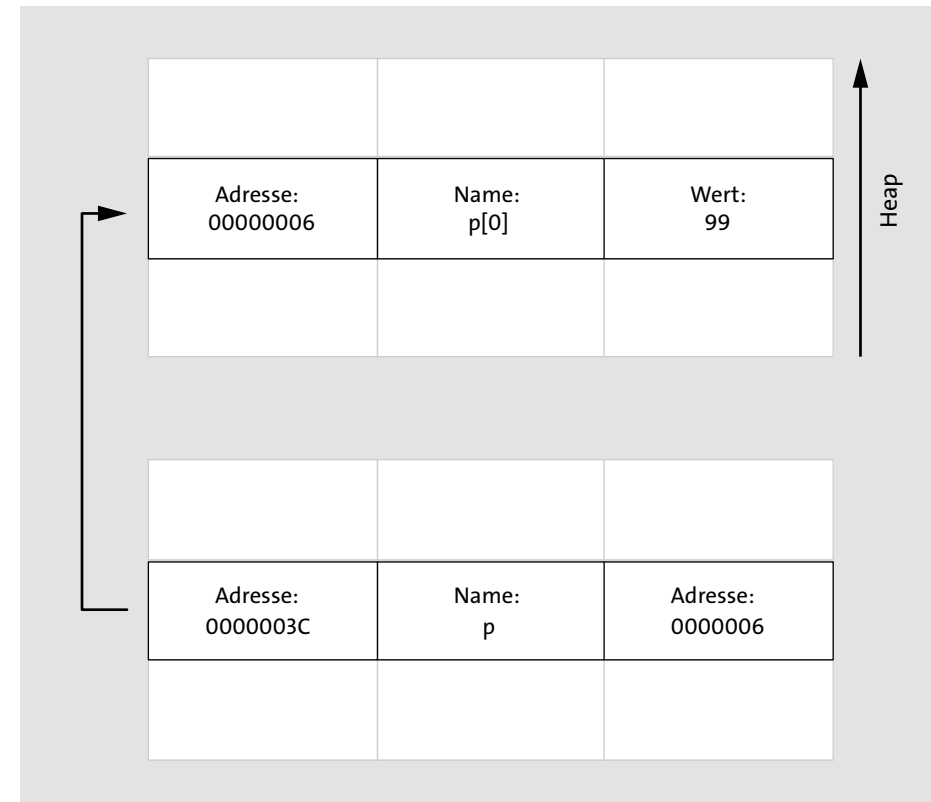 Adresse:
00000006
Name:
p[0]
Wert:
99
Heap
Adresse:
0000003C
Name:
p
Adresse:
0000006